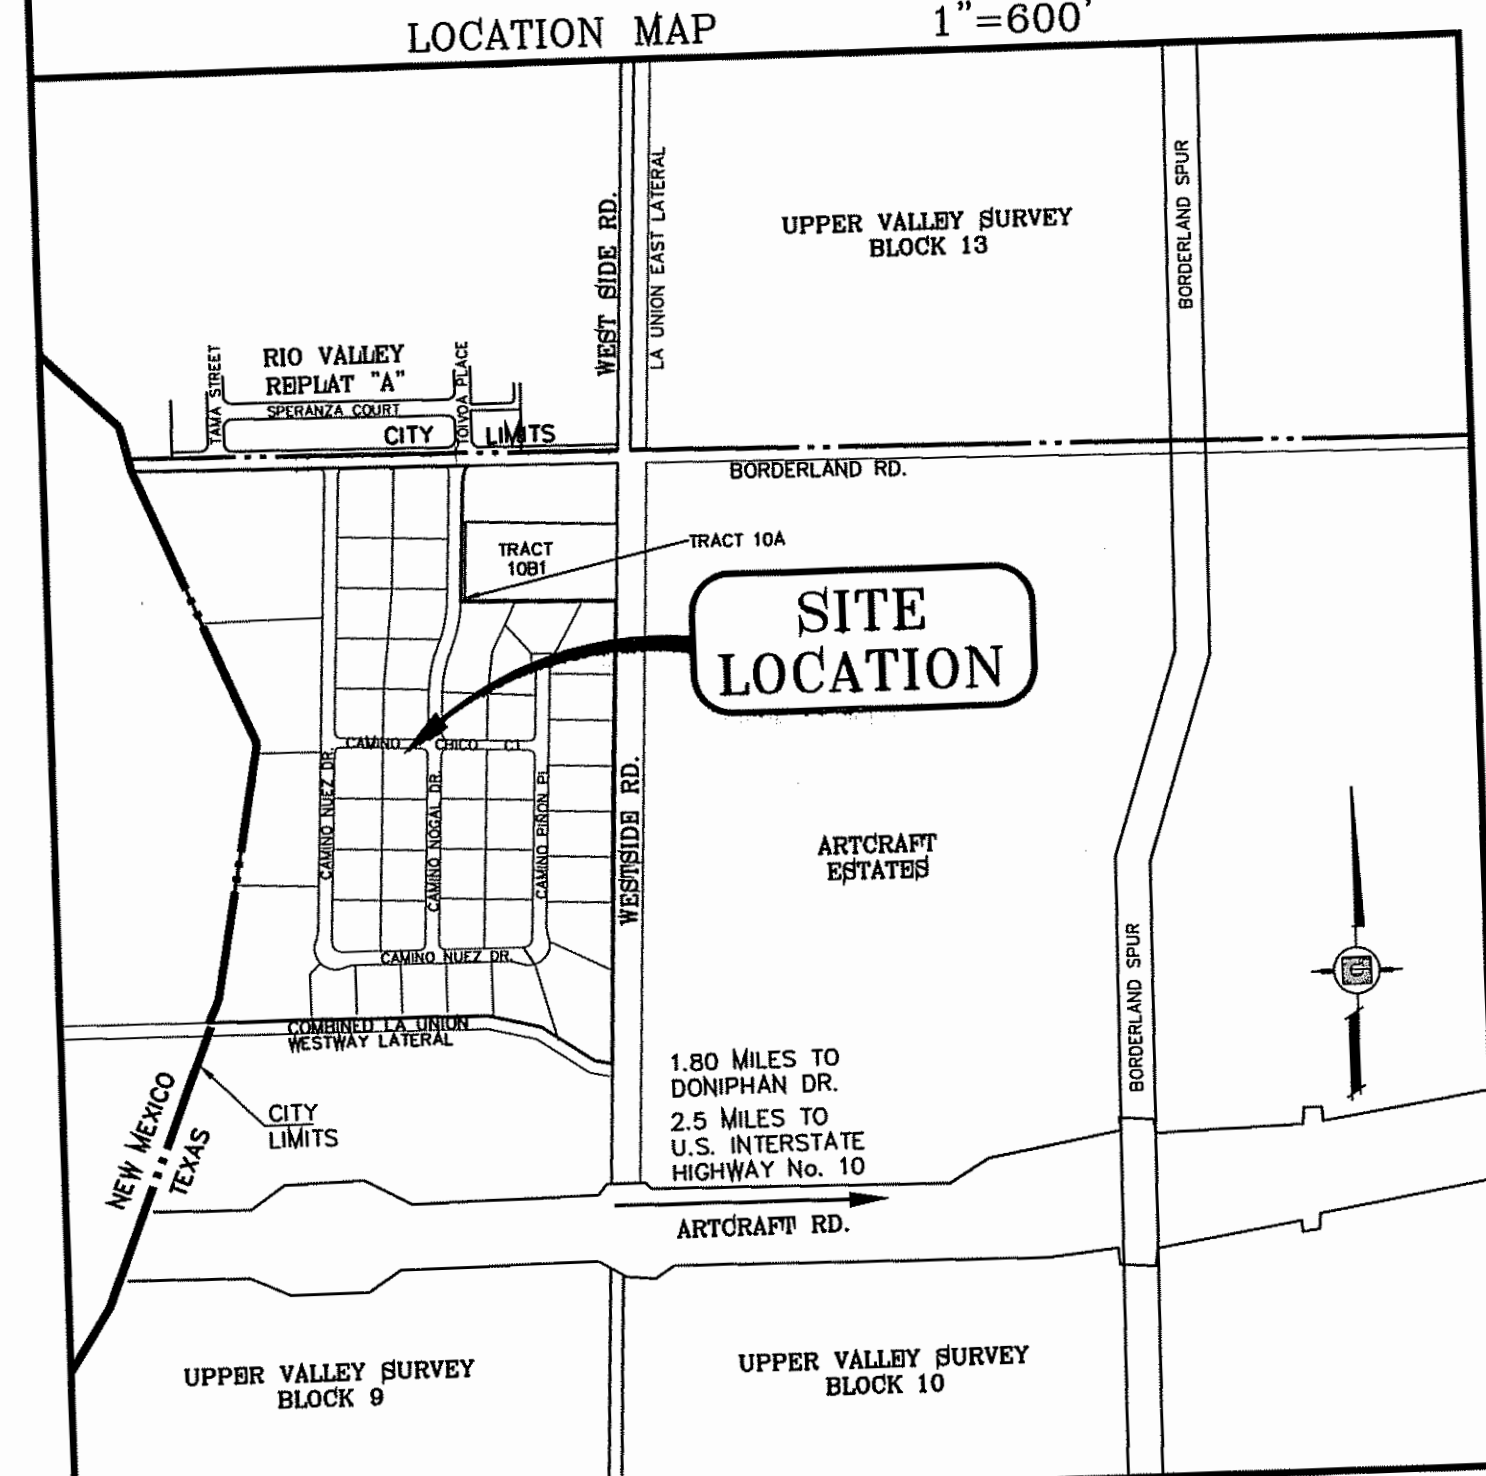 LOCATION MAP
1"=600'
UPPER VALLEY SURVEY
BLOCK 13
BORDERLAND SPUR
LA UNION EAST LATERAL
WEST SIDE RD.
RIO VALLEY
REPLAT "A"
TAMA STREET
TOIVOA PLACE
SPERANZA COURT
CITY LIMITS
BORDERLAND RD.
TRACT
10B1
TRACT 10A
SITE
LOCATION
CAMINO CHICO CT.
CAMINO NUEZ DR.
CAMINO NOGAL DR.
CAMINO PIÑON PL
WESTSIDE RD.
ARTCRAFT
ESTATES
CAMINO NUEZ DR.
COMBINED LA UNION
WESTWAY LATERAL
BORDERLAND SPUR
1.80 MILES TO
DONIPHAN DR.
2.5 MILES TO
U.S. INTERSTATE
HIGHWAY No. 10
CITY
LIMITS
NEW MEXICO
TEXAS
ARTCRAFT RD.
UPPER VALLEY SURVEY
BLOCK 9
UPPER VALLEY SURVEY
BLOCK 10